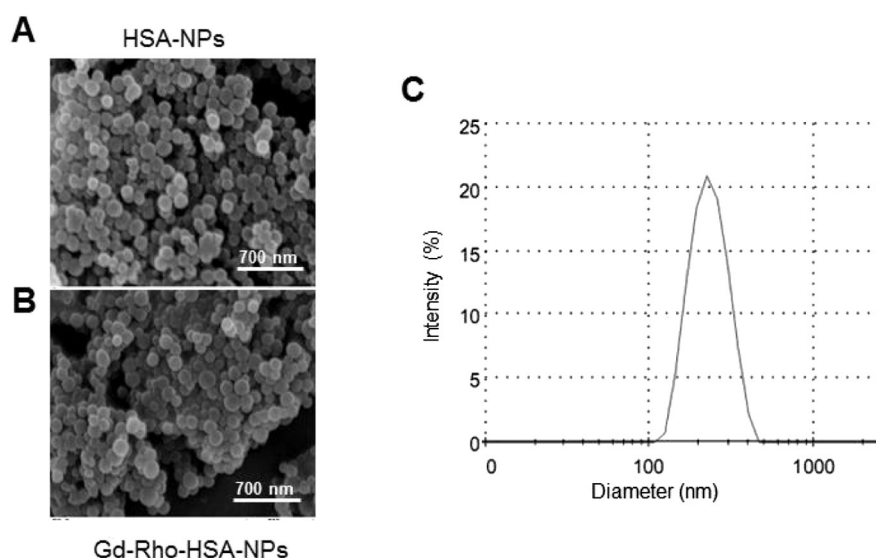 A
HSA-NPs
700 nm
B
700 nm
Gd-Rho-HSA-NPs
C
25
20
15
10
5
0
Intensity (%)
0 100 1000
Diameter (nm)